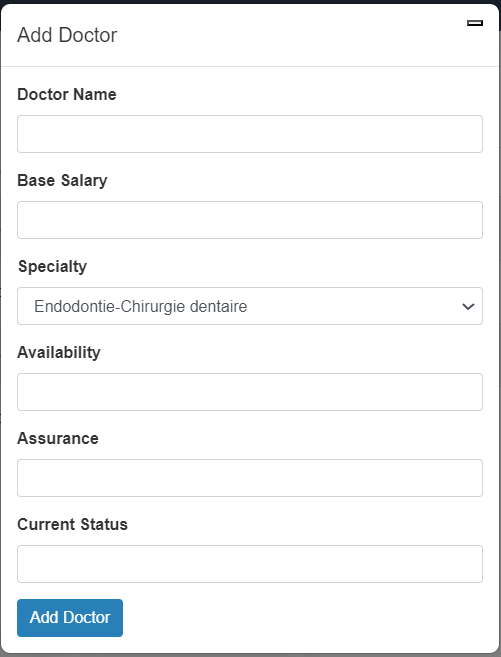 Add Doctor
Doctor Name
Base Salary
Specialty
Endodontie-Chirurgie dentaire
Availability
Assurance
Current Status
Add Doctor